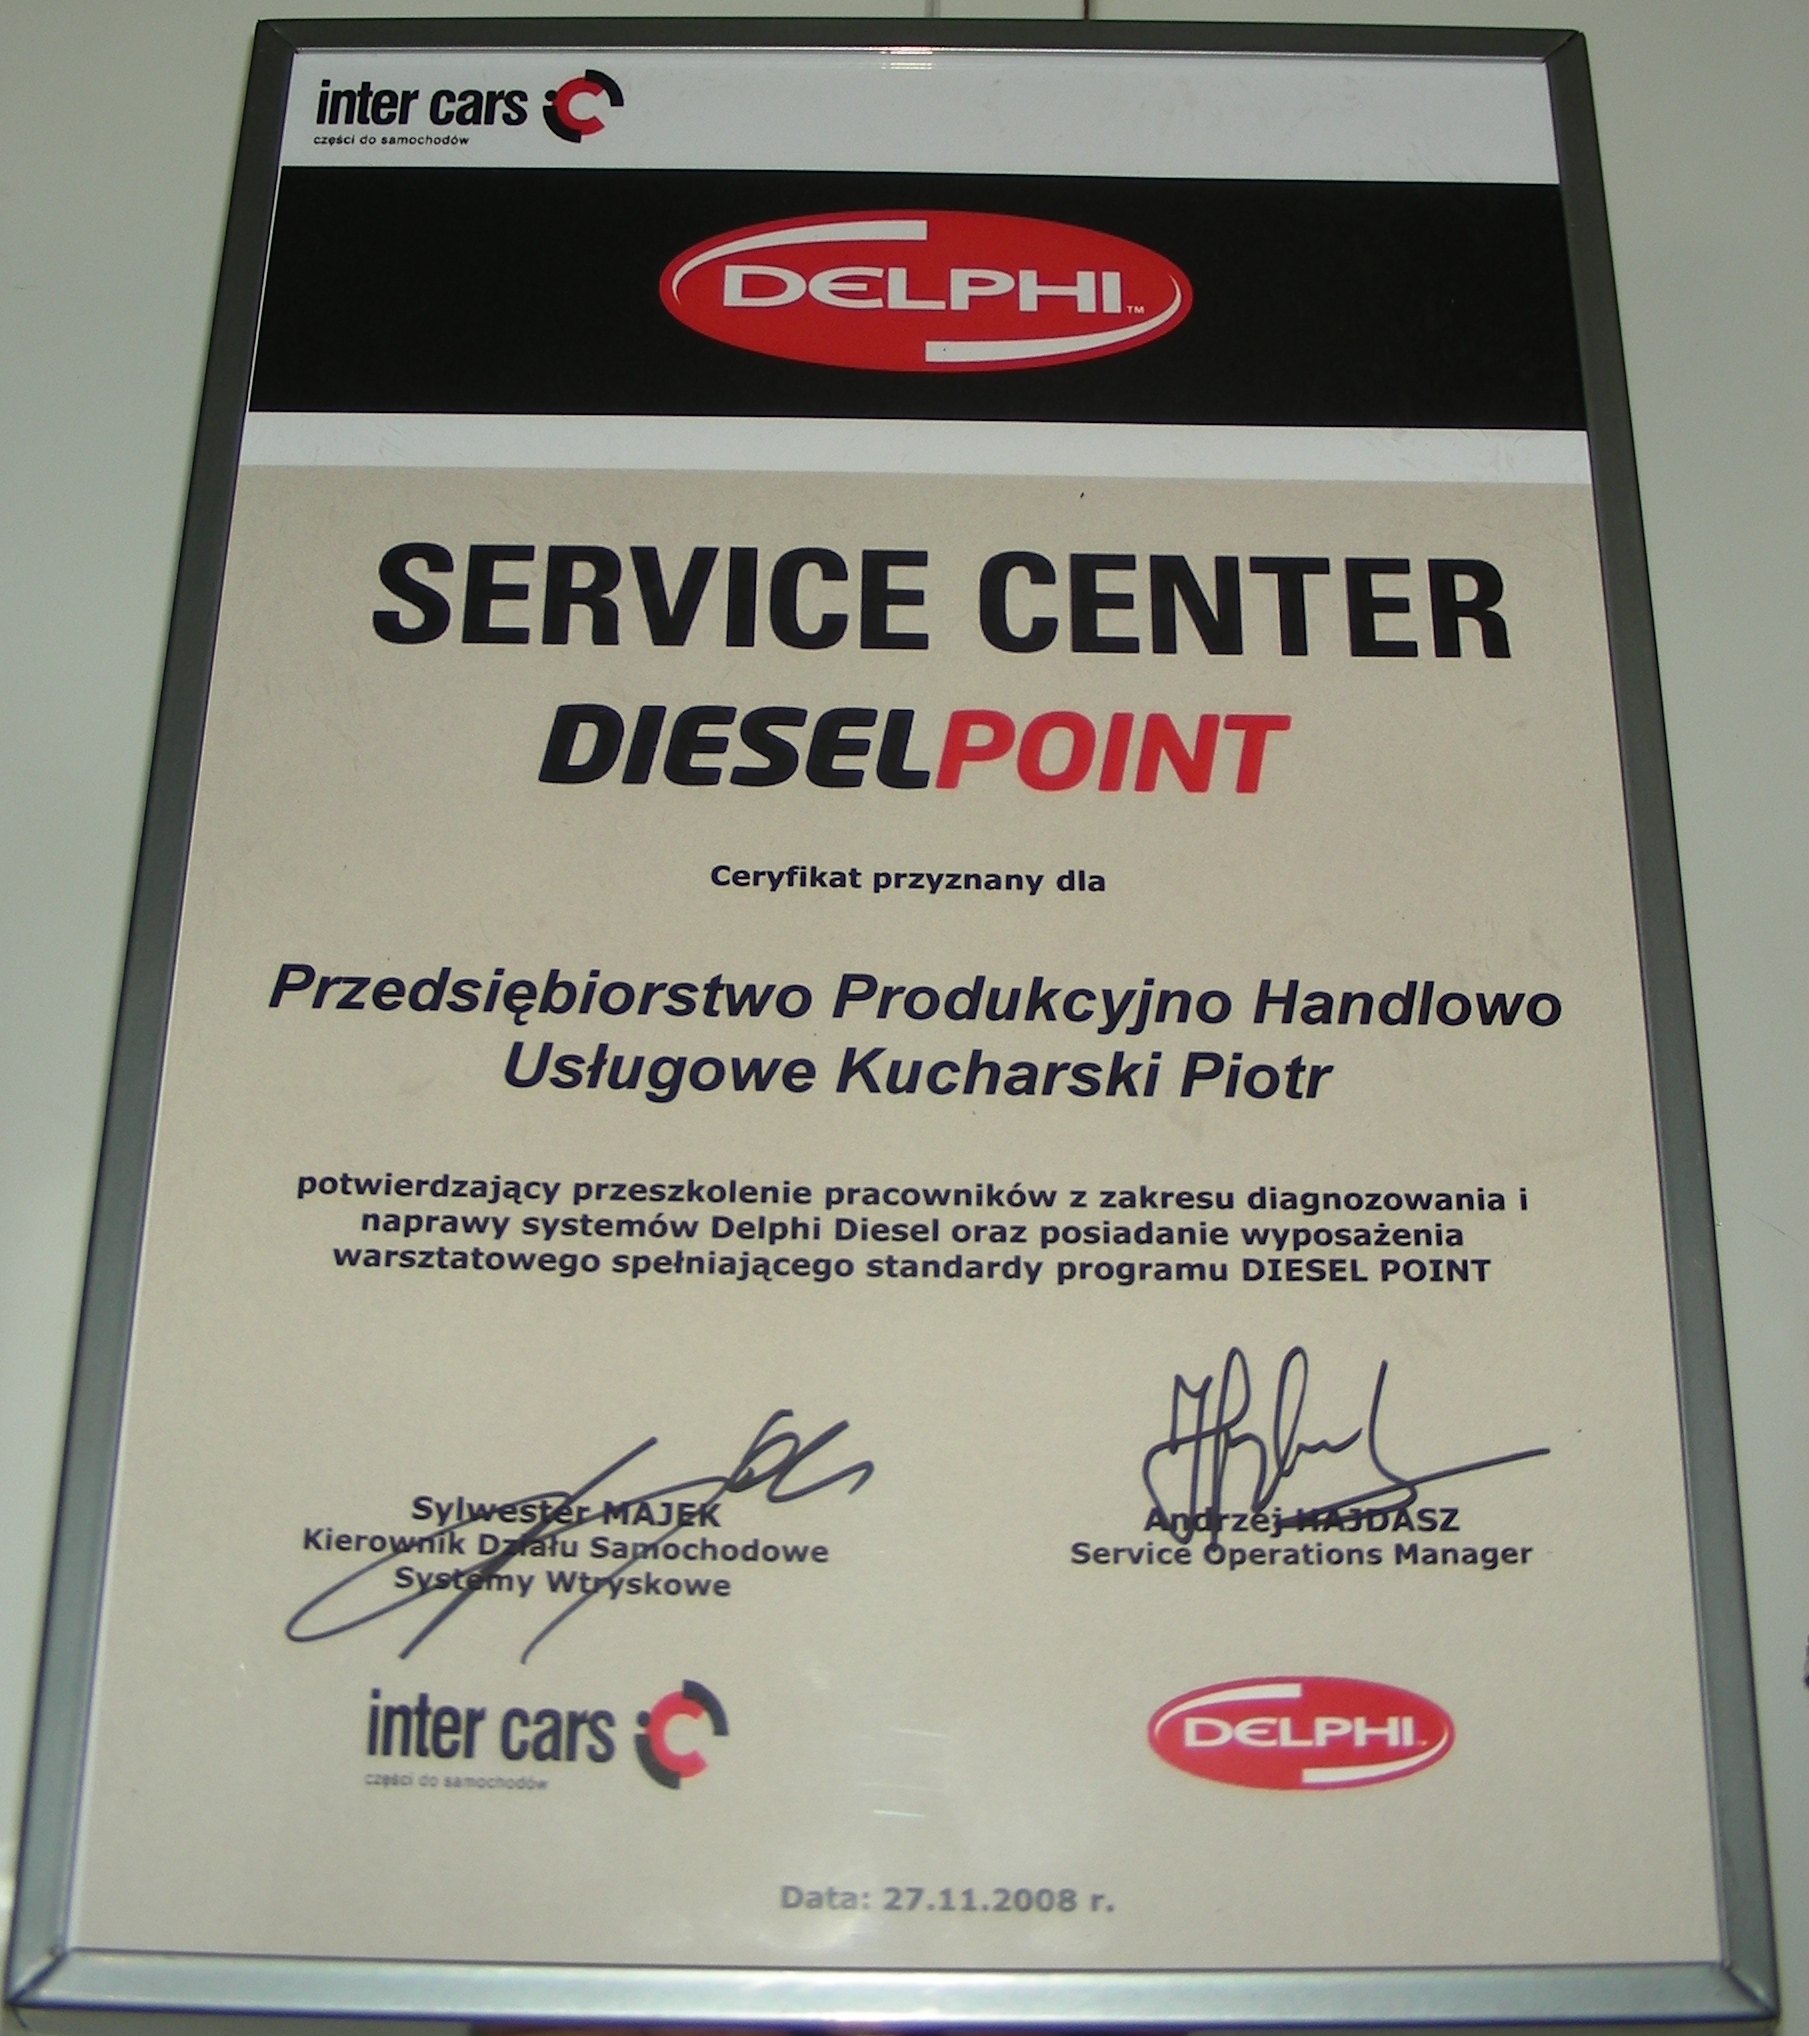 inter cars
części do samochodów
DELPHI™
SERVICE CENTER
DIESELPOINT
Ceryfikat przyznany dla
Przedsiębiorstwo Produkcyjno Handlowo
Usługowe Kucharski Piotr
potwierdzający przeszkolenie pracowników z zakresu diagnozowania i
naprawy systemów Delphi Diesel oraz posiadanie wyposażenia
warsztatowego spełniającego standardy programu DIESEL POINT
Sylwester MAJEK
Kierownik Działu Samochodowe
Systemy Wtryskowe
Andrzej HAJDASZ
Service Operations Manager
inter cars
części do samochodów
DELPHI
Data: 27.11.2008 r.